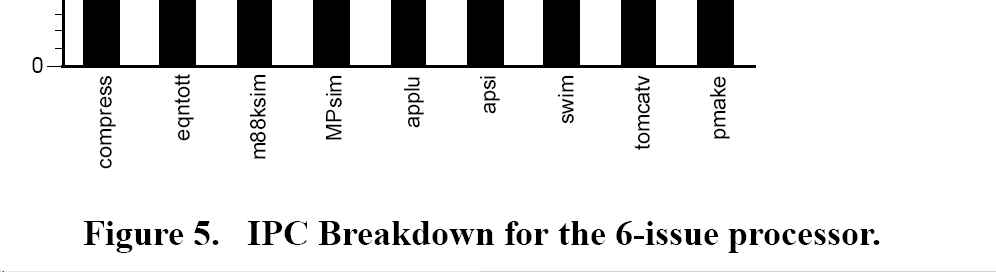 0
compress
eqntott
m88ksim
MPsim
applu
apsi
swim
tomcatv
pmake
Figure 5. IPC Breakdown for the 6-issue processor.